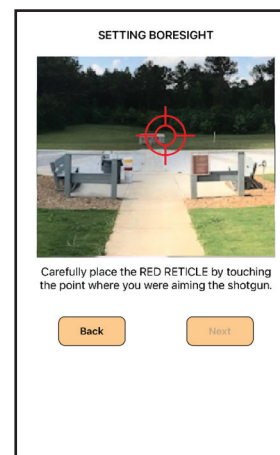 SETTING BORESIGHT
Carefully place the RED RETICLE by touching
the point where you were aiming the shotgun.
Back
Next